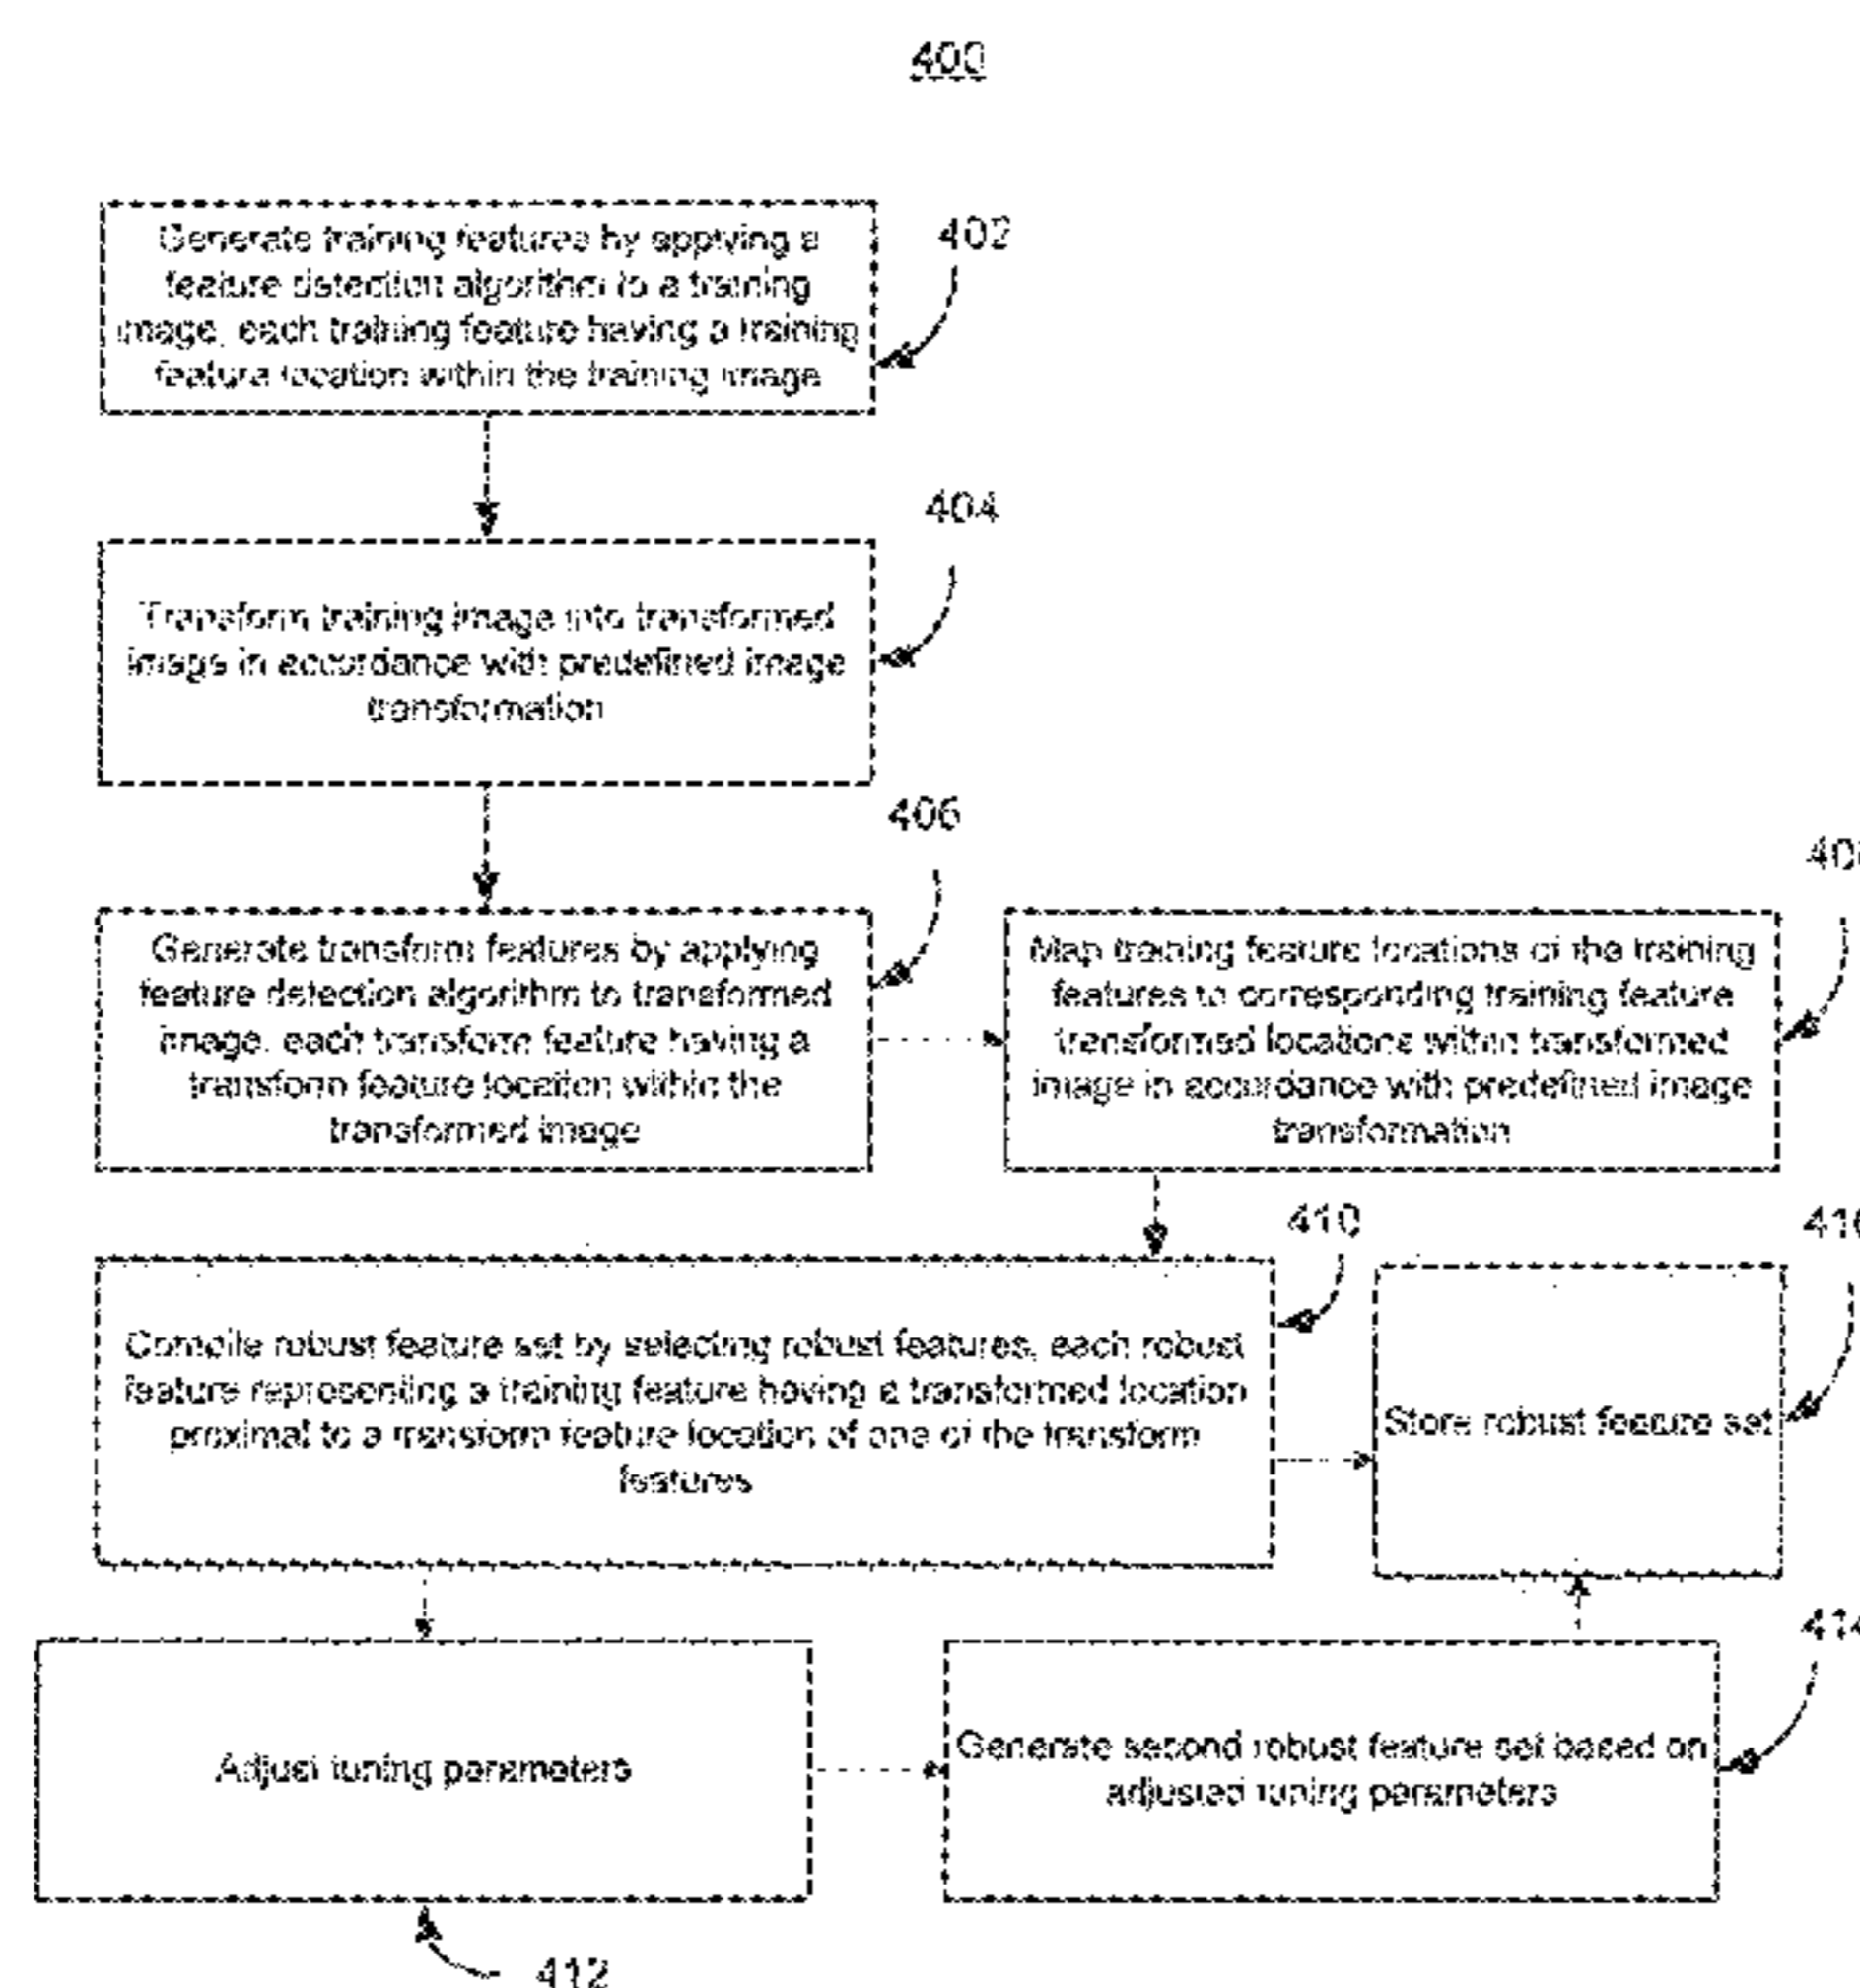 400
402
Generate training features by applying a
feature detection algorithm to a training
image, each training feature having a training
feature location within the training image
404
Transform training image into transformed
image in accordance with predefined image
transformation
406
Generate transform features by applying
feature detection algorithm to transformed
image, each transform feature having a
transform feature location within the
transformed image
Map training feature locations of the training
features to corresponding training feature
transformed locations within transformed
image in accordance with predefined image
transformation
410
Compile robust feature set by selecting robust features, each robust
feature representing a training feature having a transformed location
proximal to a transform feature location of one of the transform
features
Store robust feature set
Adjust tuning parameters
Generate second robust feature set based on
adjusted tuning parameters
412